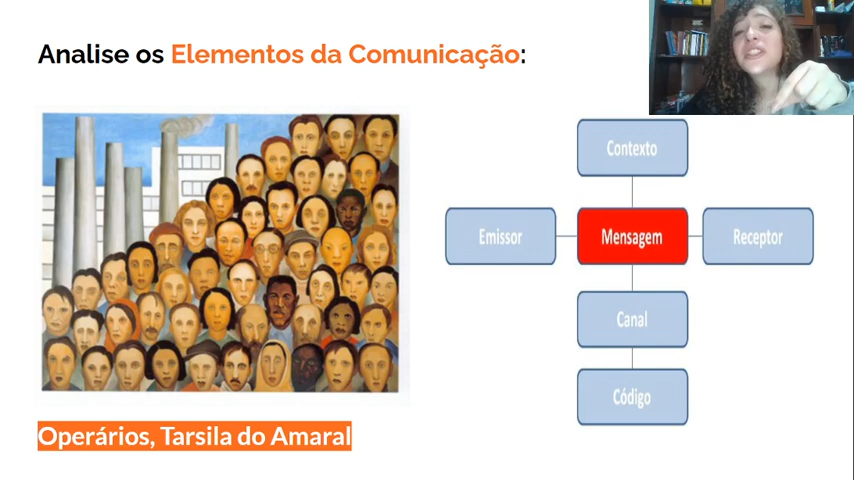 Analise os Elementos da Comunicação:
Contexto
Emissor
Mensagem
Receptor
Canal
Código
Operários, Tarsila do Amaral